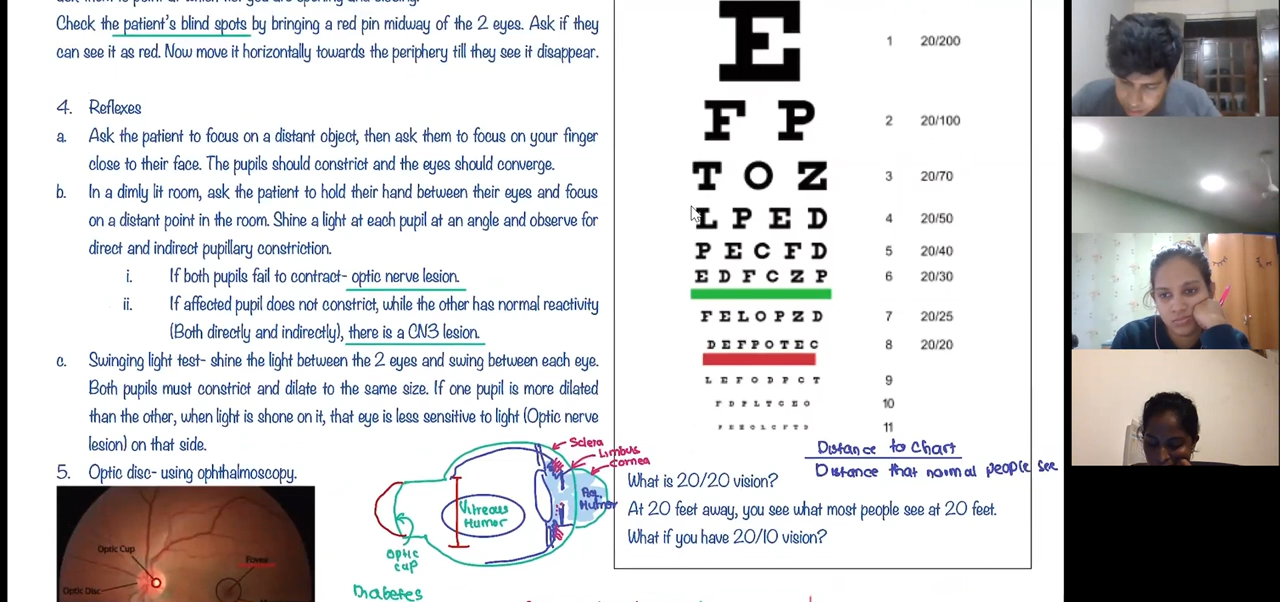 Check the patient's blind spots by bringing a red pin midway of the 2 eyes. Ask if they
can see it as red. Now move it horizontally towards the periphery till they see it disappear.
4. Reflexes
a. Ask the patient to focus on a distant object, then ask them to focus on your finger
close to their face. The pupils should constrict and the eyes should converge.
b. In a dimly lit room, ask the patient to hold their hand between their eyes and focus
on a distant point in the room. Shine a light at each pupil at an angle and observe for
direct and indirect pupillary constriction.
i. If both pupils fail to contract- optic nerve lesion.
ii. If affected pupil does not constrict, while the other has normal reactivity
(Both directly and indirectly), there is a CN3 lesion.
c. Swinging light test- shine the light between the 2 eyes and swing between each eye.
Both pupils must constrict and dilate to the same size. If one pupil is more dilated
than the other, when light is shone on it, that eye is less sensitive to light (Optic nerve
lesion) on that side.
5. Optic disc- using ophthalmoscopy.
Optic Cup
Optic Disc
Fovea
Sclera
Limbus
Cornea
Vitreous
Humor
Aq.
Humor
Optic
cup
Diabetes
E 1 20/200
F P 2 20/100
T O Z 3 20/70
L P E D 4 20/50
P E C F D 5 20/40
E D F C Z P 6 20/30
F E L O P Z D 7 20/25
D E F P O T E C 8 20/20
L E F O D P C T 9
F D P L T C E O 10
11
Distance to Chart
Distance that normal people see
What is 20/20 vision?
At 20 feet away, you see what most people see at 20 feet.
What if you have 20/10 vision?